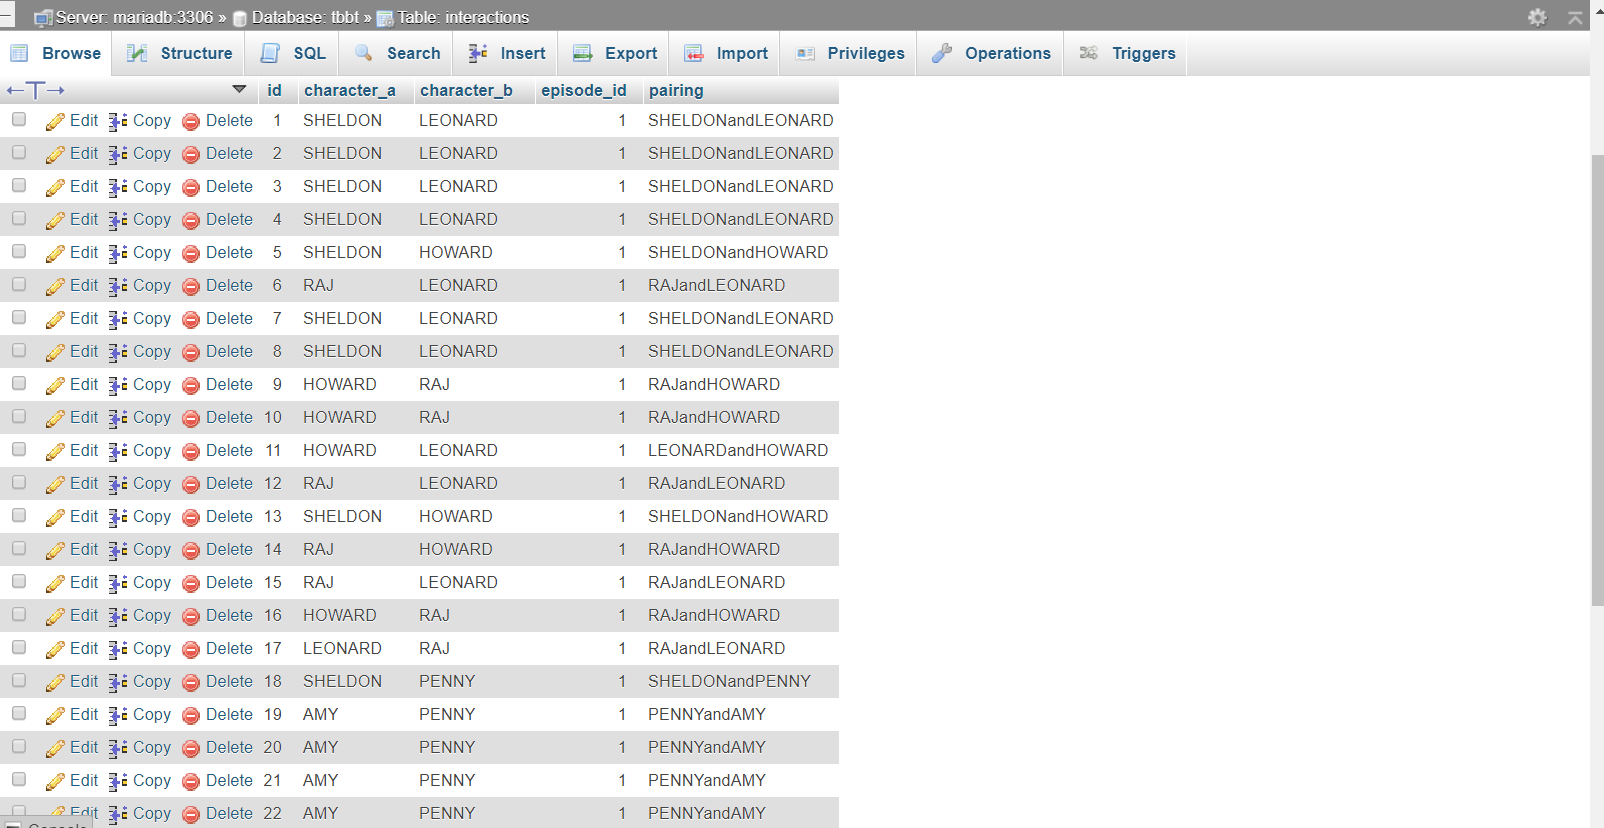 Server: mariadb:3306 » Database: tbbt » Table: interactions
Browse Structure SQL Search Insert Export Import Privileges Operations Triggers
←T→ id character_a character_b episode_id pairing
Edit Copy Delete 1 SHELDON LEONARD 1 SHELDONandLEONARD
Edit Copy Delete 2 SHELDON LEONARD 1 SHELDONandLEONARD
Edit Copy Delete 3 SHELDON LEONARD 1 SHELDONandLEONARD
Edit Copy Delete 4 SHELDON LEONARD 1 SHELDONandLEONARD
Edit Copy Delete 5 SHELDON HOWARD 1 SHELDONandHOWARD
Edit Copy Delete 6 RAJ LEONARD 1 RAJandLEONARD
Edit Copy Delete 7 SHELDON LEONARD 1 SHELDONandLEONARD
Edit Copy Delete 8 SHELDON LEONARD 1 SHELDONandLEONARD
Edit Copy Delete 9 HOWARD RAJ 1 RAJandHOWARD
Edit Copy Delete 10 HOWARD RAJ 1 RAJandHOWARD
Edit Copy Delete 11 HOWARD LEONARD 1 LEONARDandHOWARD
Edit Copy Delete 12 RAJ LEONARD 1 RAJandLEONARD
Edit Copy Delete 13 SHELDON HOWARD 1 SHELDONandHOWARD
Edit Copy Delete 14 RAJ HOWARD 1 RAJandHOWARD
Edit Copy Delete 15 RAJ LEONARD 1 RAJandLEONARD
Edit Copy Delete 16 HOWARD RAJ 1 RAJandHOWARD
Edit Copy Delete 17 LEONARD RAJ 1 RAJandLEONARD
Edit Copy Delete 18 SHELDON PENNY 1 SHELDONandPENNY
Edit Copy Delete 19 AMY PENNY 1 PENNYandAMY
Edit Copy Delete 20 AMY PENNY 1 PENNYandAMY
Edit Copy Delete 21 AMY PENNY 1 PENNYandAMY
Edit Copy Delete 22 AMY PENNY 1 PENNYandAMY
Console